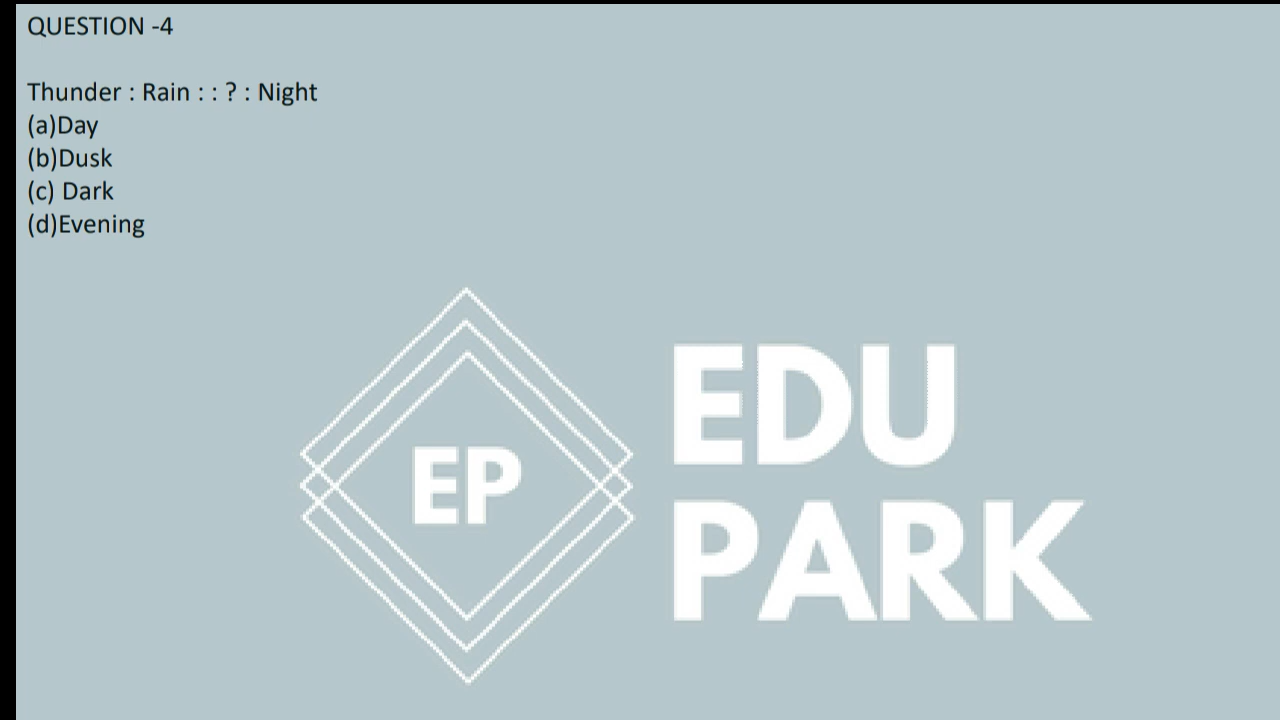 QUESTION -4
Thunder : Rain : : ? : Night
(a)Day
(b)Dusk
(c) Dark
(d)Evening
EP
EDU
PARK